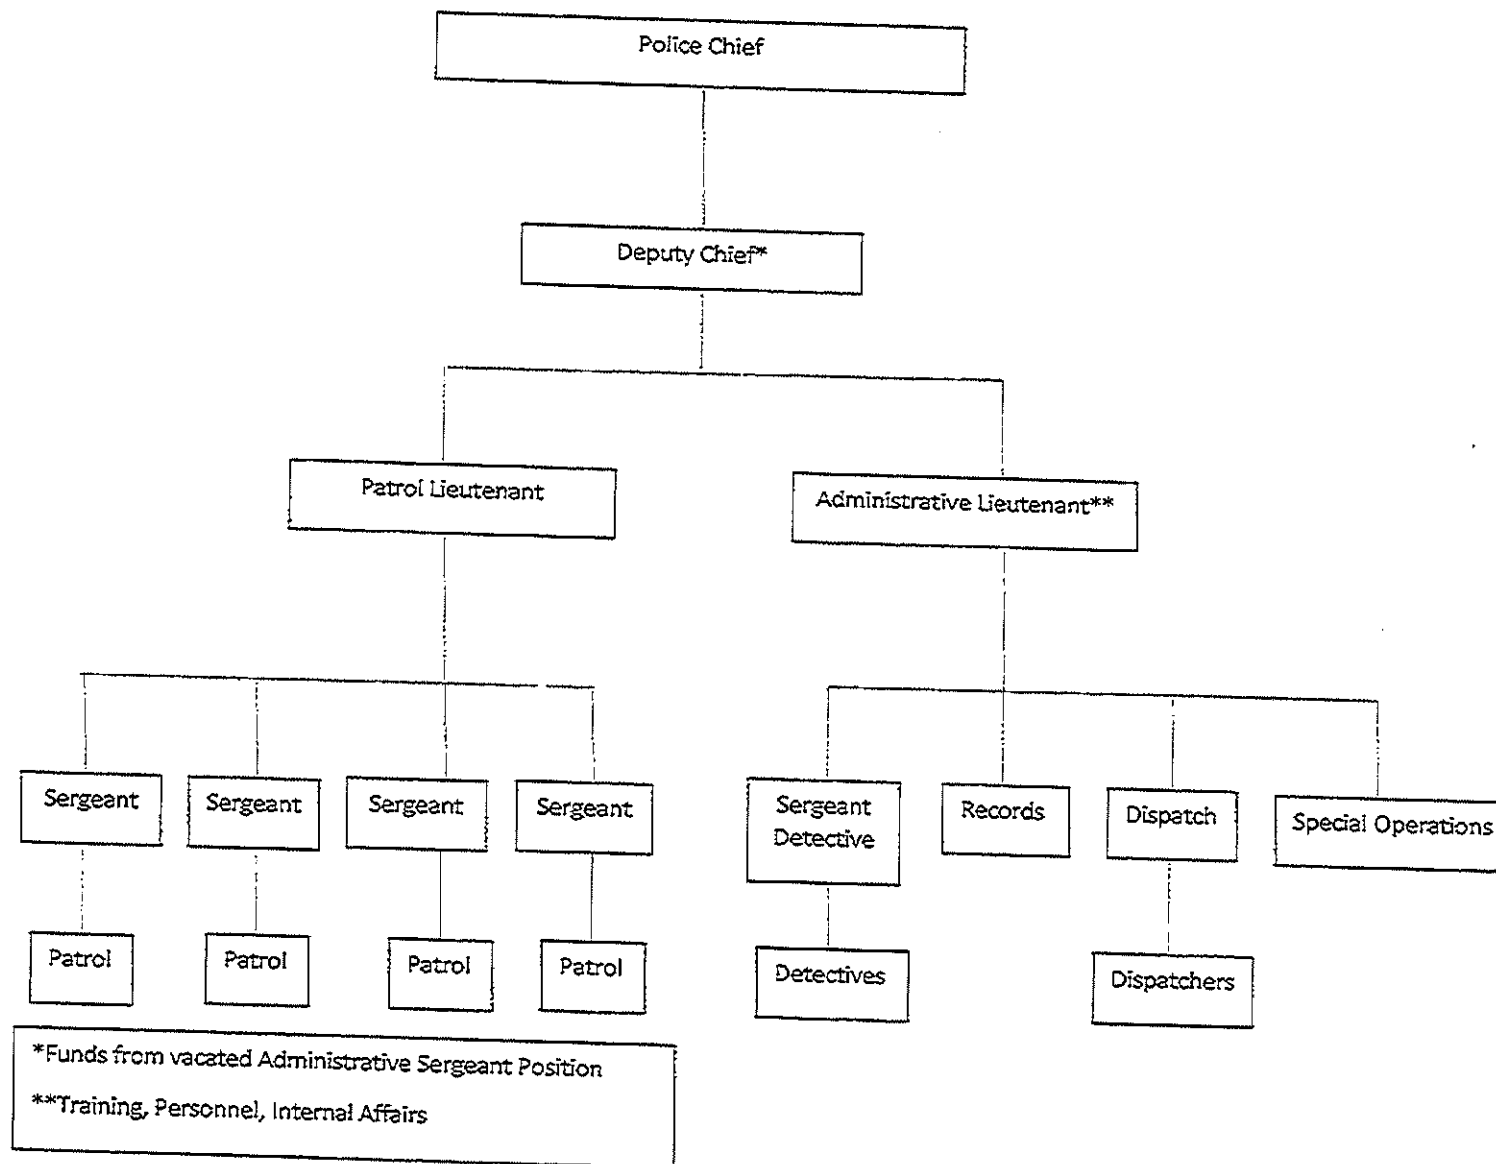 Police Chief
Deputy Chief*
Patrol Lieutenant
Administrative Lieutenant**
Sergeant
Sergeant
Sergeant
Sergeant
Sergeant
Detective
Records
Dispatch
Special Operations
Patrol
Patrol
Patrol
Patrol
Detectives
Dispatchers
*Funds from vacated Administrative Sergeant Position
**Training, Personnel, Internal Affairs